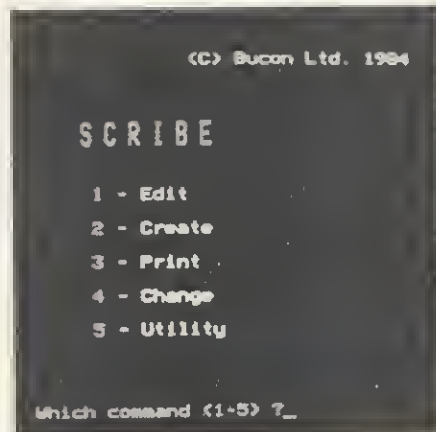 (C) Bucon Ltd. 1984
SCRIBE
1 - Edit
2 - Create
3 - Print
4 - Change
5 - Utility
Which command (1-5) ?_